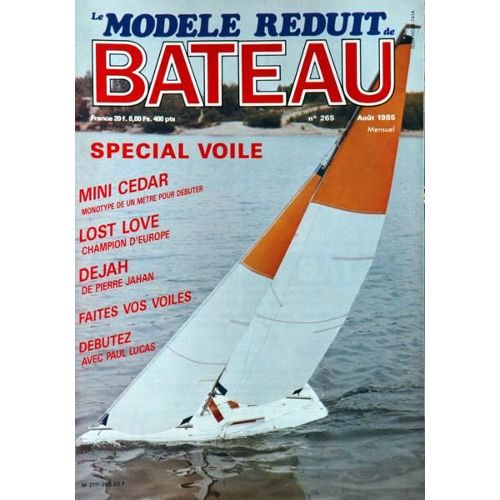 Le MODELE REDUIT de
BATEAU
France 20 f. 8,00 Fs. 400 pts
n° 265
Août 1985
Mensuel
SPECIAL VOILE
MINI CEDAR
MONOTYPE DE UN METRE POUR DEBUTER
LOST LOVE
CHAMPION D'EUROPE
DEJAH
DE PIERRE JAHAN
FAITES VOS VOILES
DEBUTEZ
AVEC PAUL LUCAS